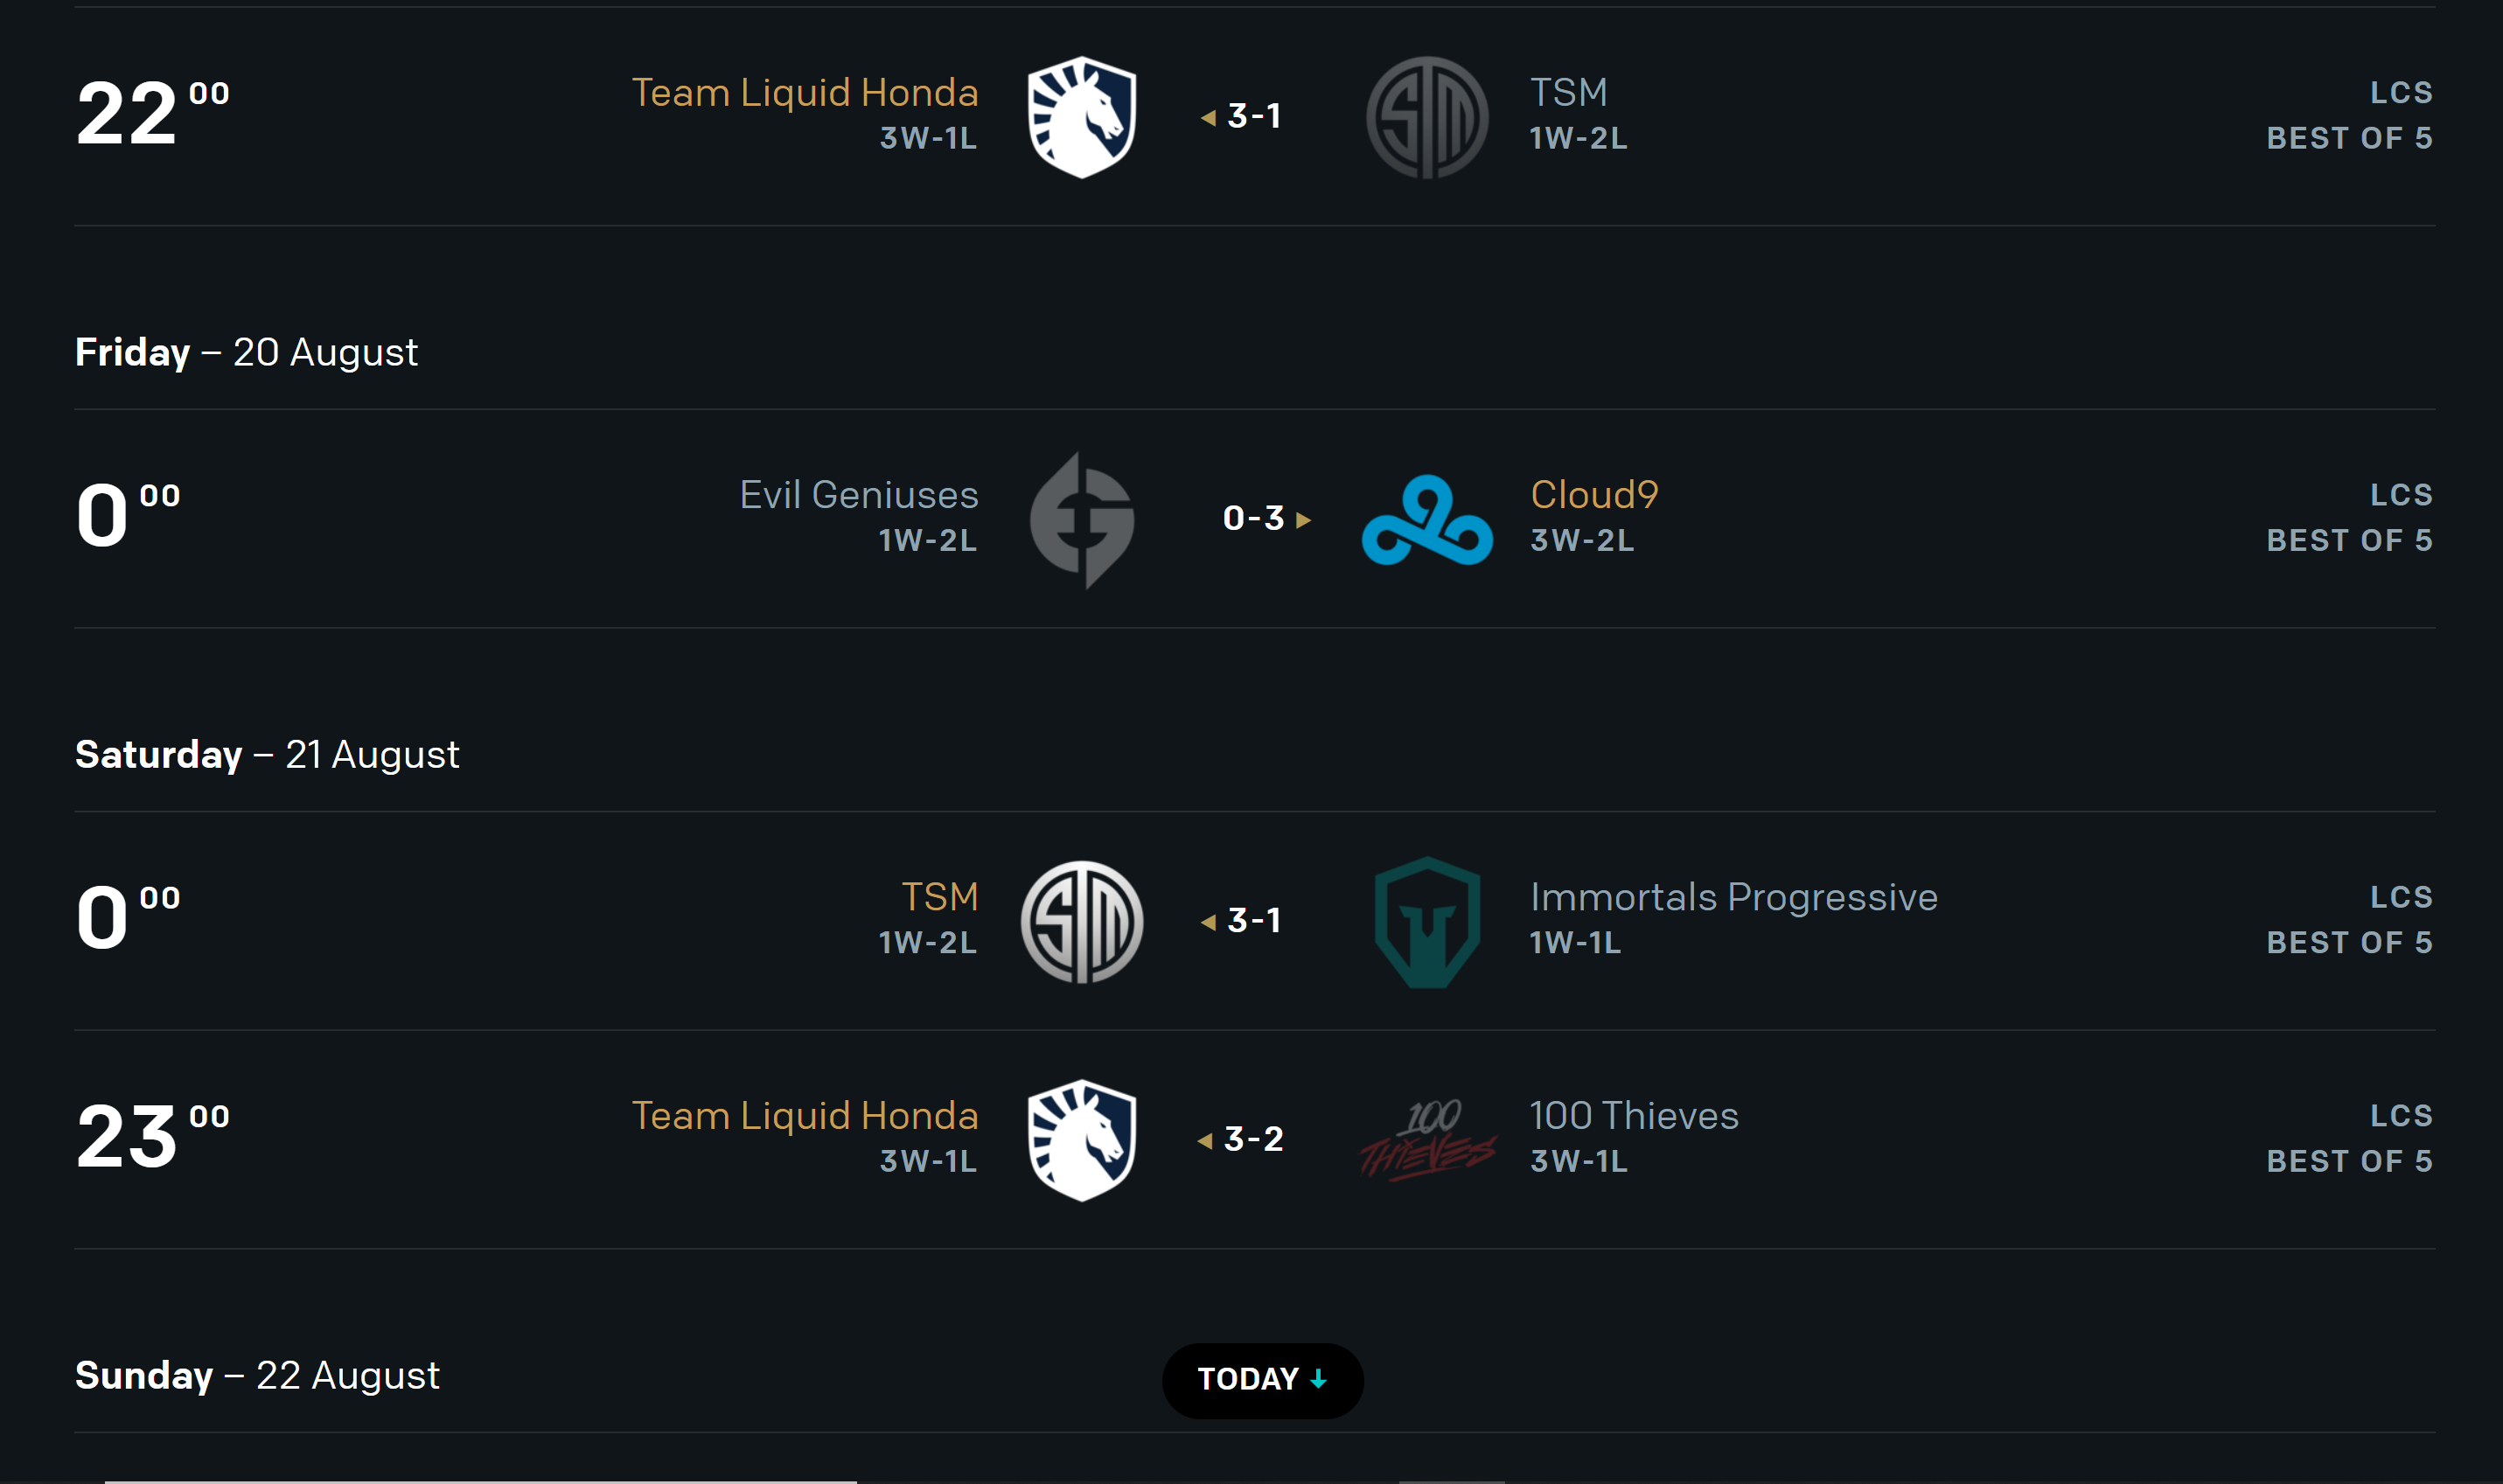 22 00 Team Liquid Honda 3-1 TSM LCS
3W-1L 1W-2L BEST OF 5
Friday – 20 August
0 00 Evil Geniuses 0-3 Cloud9 LCS
1W-2L 3W-2L BEST OF 5
Saturday – 21 August
0 00 TSM 3-1 Immortals Progressive LCS
1W-2L 1W-1L BEST OF 5
23 00 Team Liquid Honda 3-2 100 THIEVES 100 Thieves LCS
3W-1L 3W-1L BEST OF 5
Sunday – 22 August TODAY